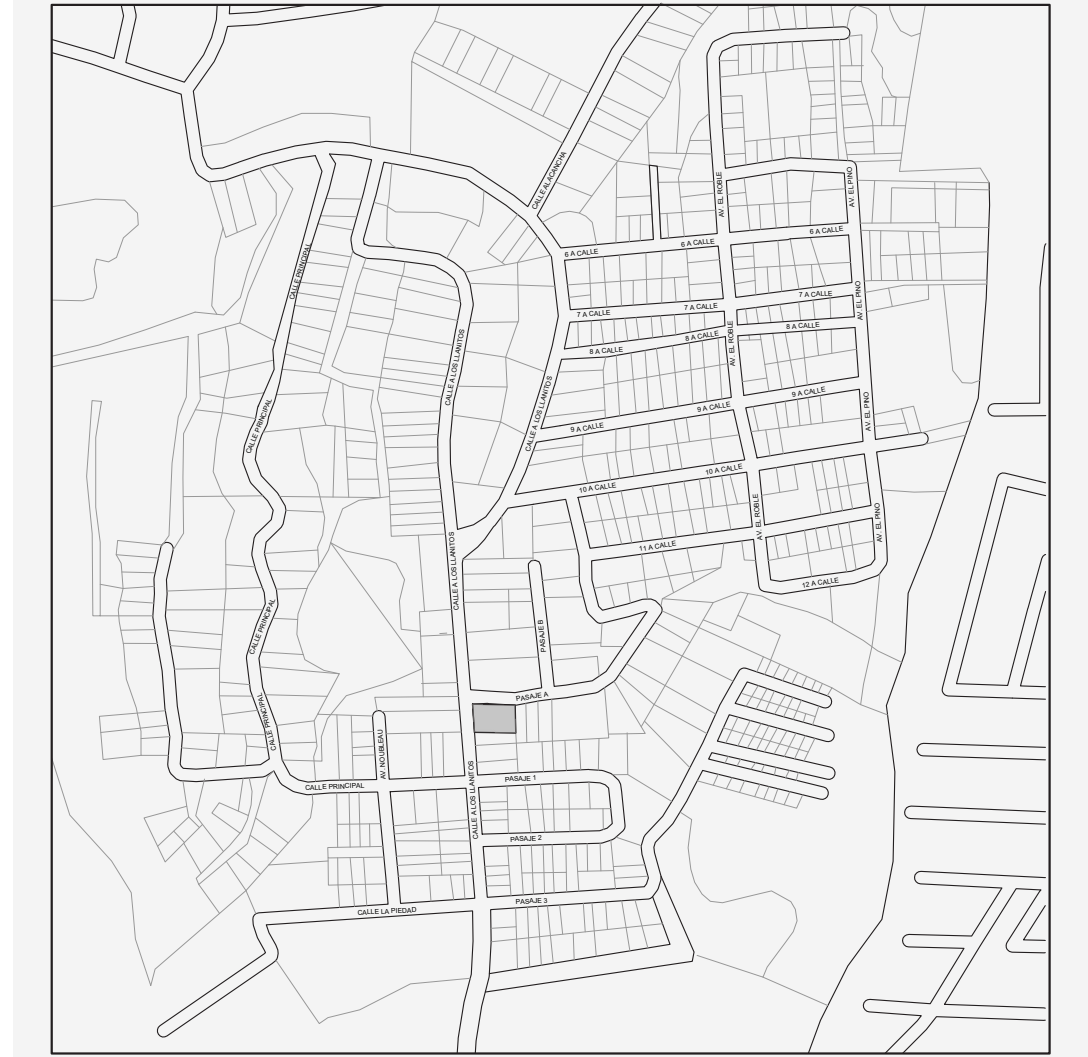 CALLE ALACANCHA
AV. EL ROBLE
AV. EL PINO
6 A CALLE
6 A CALLE
6 A CALLE
CALLE PRINCIPAL
7 A CALLE
7 A CALLE
7 A CALLE
AV. EL PINO
8 A CALLE
8 A CALLE
8 A CALLE
AV. EL ROBLE
CALLE A LOS LLANITOS
CALLE A LOS LLANITOS
9 A CALLE
9 A CALLE
9 A CALLE
AV. EL PINO
CALLE PRINCIPAL
10 A CALLE
10 A CALLE
AV. EL ROBLE
AV. EL PINO
11 A CALLE
12 A CALLE
CALLE A LOS LLANITOS
CALLE PRINCIPAL
PASAJE B
PASAJE A
CALLE PRINCIPAL
AV. NOUBLEAU
CALLE PRINCIPAL
CALLE A LOS LLANITOS
PASAJE 1
PASAJE 2
PASAJE 3
CALLE LA PIEDAD